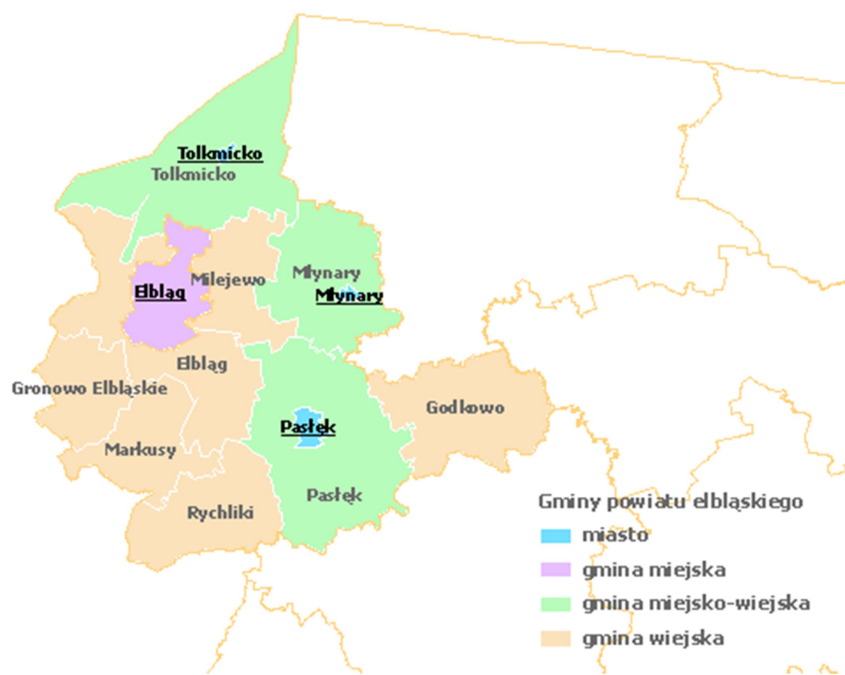 Tolkmicko
Tolkmicko
Milejewo
Młynary
Elbląg
Młynary
Elbląg
Gronowo Elbląskie
Godkowo
Pasłęk
Markusy
Pasłęk
Rychliki
Gminy powiatu elbląskiego
miasto
gmina miejska
gmina miejsko-wiejska
gmina wiejska